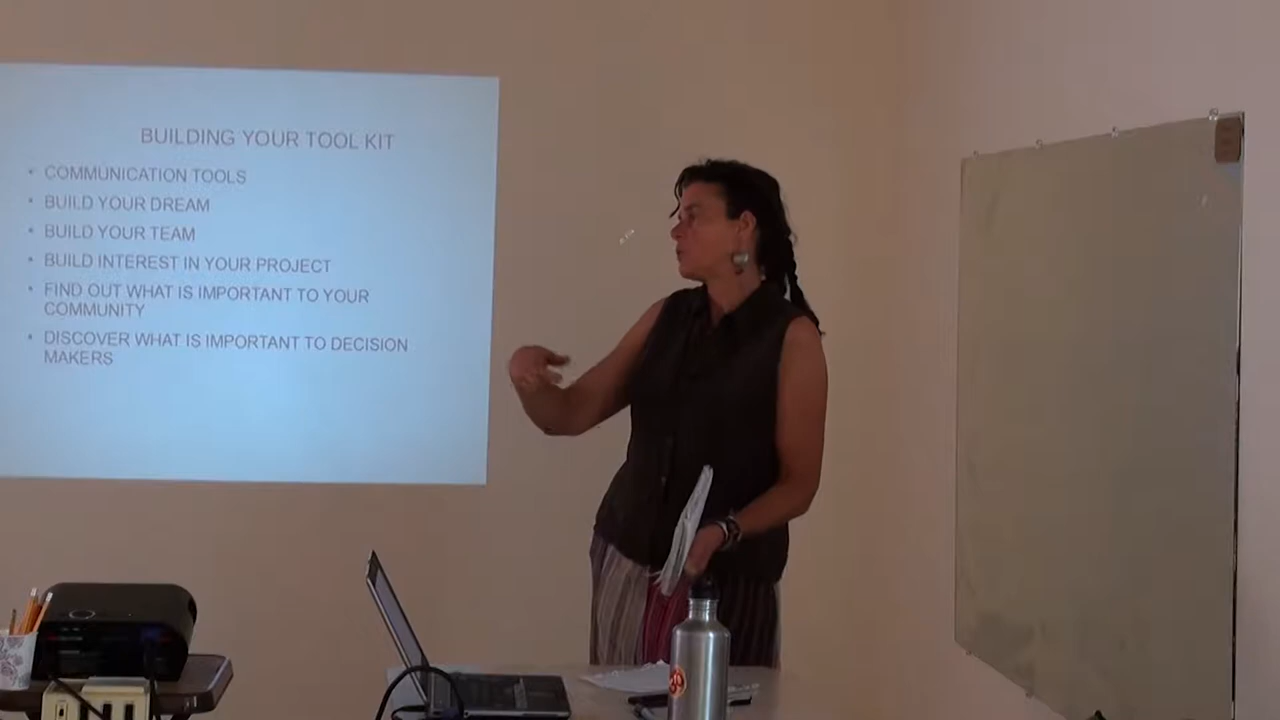 BUILDING YOUR TOOL KIT
• COMMUNICATION TOOLS
• BUILD YOUR DREAM
• BUILD YOUR TEAM
• BUILD INTEREST IN YOUR PROJECT
• FIND OUT WHAT IS IMPORTANT TO YOUR
COMMUNITY
• DISCOVER WHAT IS IMPORTANT TO DECISION
MAKERS